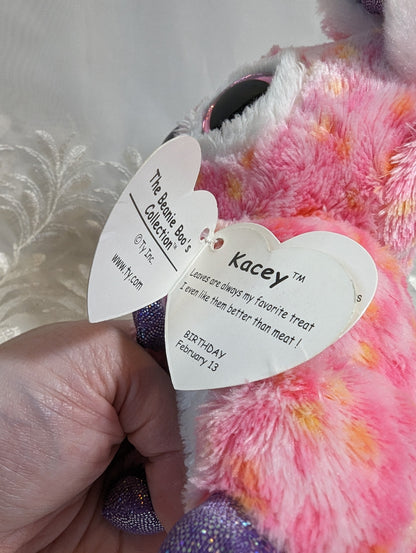 The Beanie Boo's
Collection™
© Ty Inc.
www.ty.com
Kacey™
Leaves are always my favorite treat
I even like them better than meat !
BIRTHDAY
February 13
S